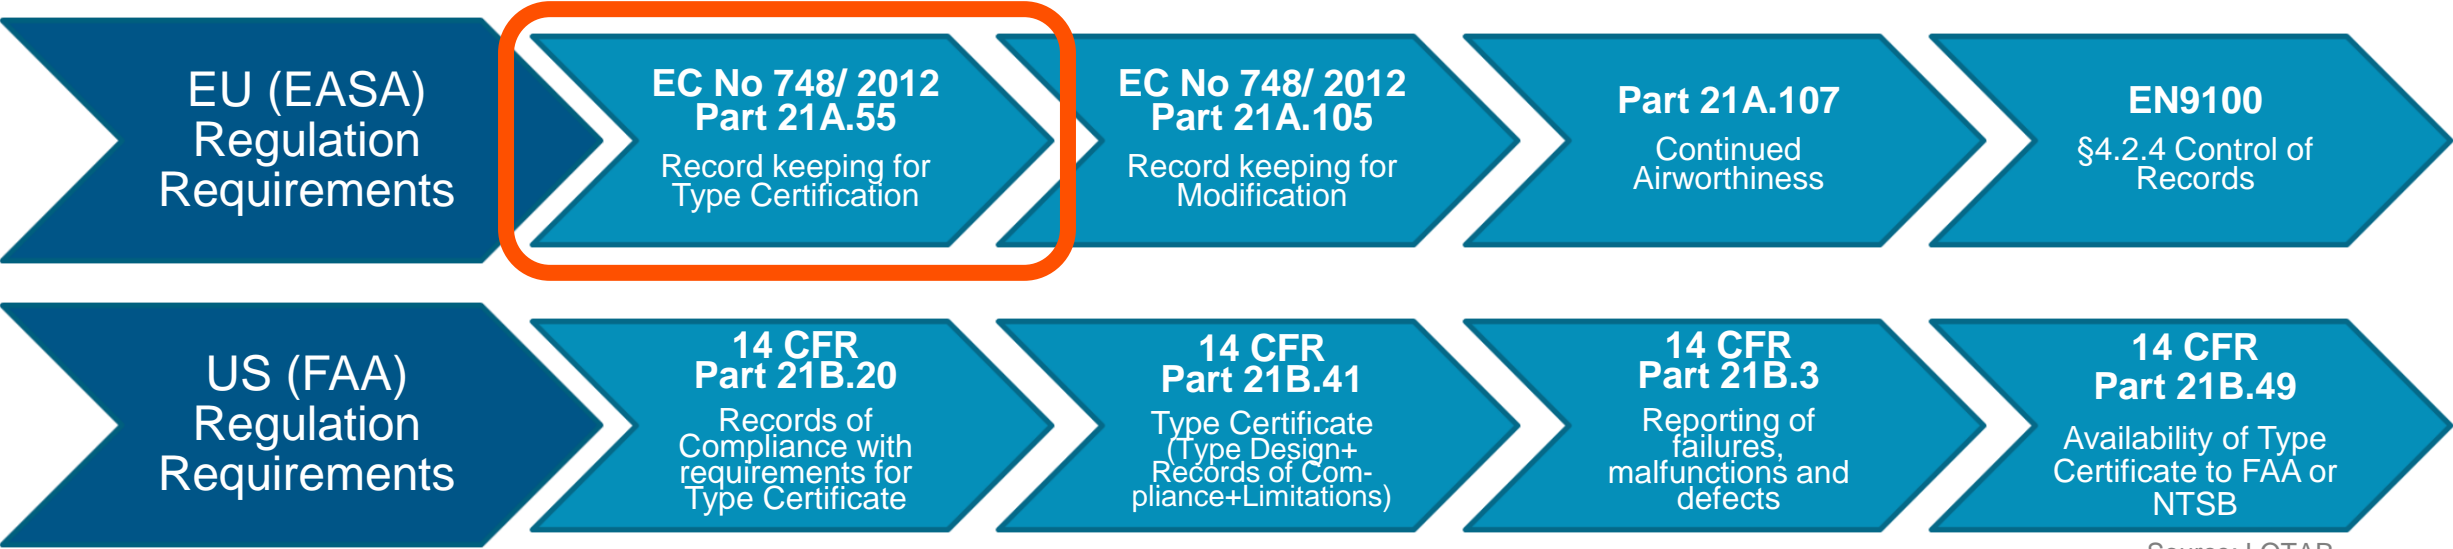 EU (EASA)
Regulation
Requirements
EC No 748/ 2012
Part 21A.55
Record keeping for
Type Certification
EC No 748/ 2012
Part 21A.105
Record keeping for
Modification
Part 21A.107
Continued
Airworthiness
EN9100
§4.2.4 Control of
Records
US (FAA)
Regulation
Requirements
14 CFR
Part 21B.20
Records of
Compliance with
requirements for
Type Certificate
14 CFR
Part 21B.41
Type Certificate
(Type Design+
Records of Com-
pliance+Limitations)
14 CFR
Part 21B.3
Reporting of
failures,
malfunctions and
defects
14 CFR
Part 21B.49
Availability of Type
Certificate to FAA or
NTSB
Source: LOTAR